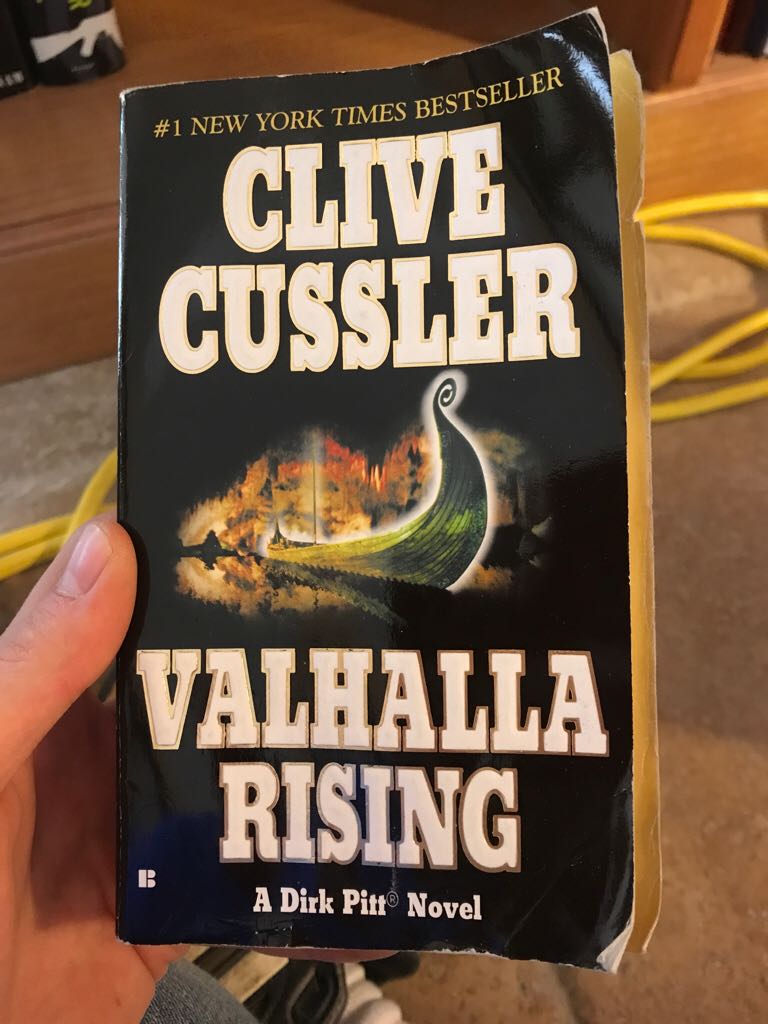 #1 NEW YORK TIMES BESTSELLER
CLIVE
CUSSLER
VALHALLA
RISING
B
A Dirk Pitt® Novel